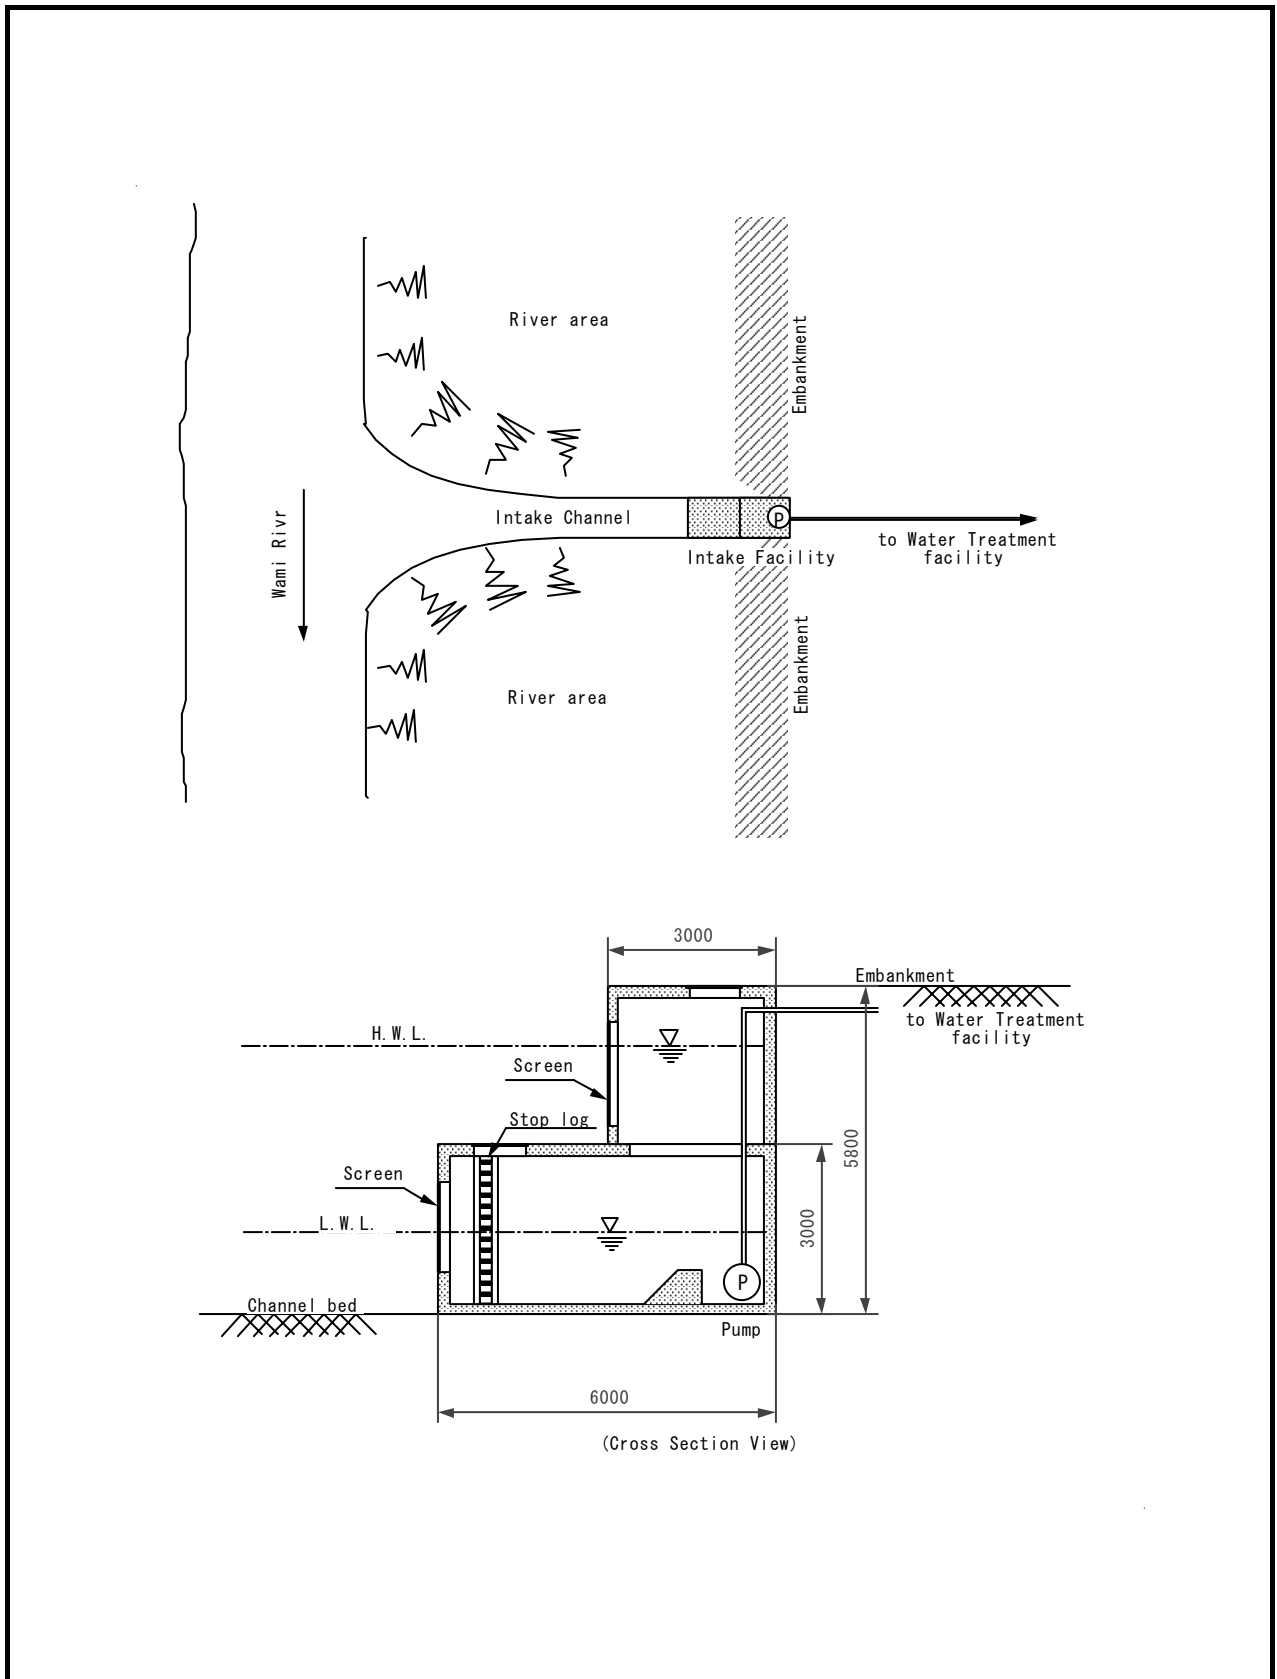 River area
Embankment
Intake Channel
P
Wami Rivr
to Water Treatment
facility
Intake Facility
Embankment
River area
3000
Embankment
to Water Treatment
facility
H.W.L.
Screen
Stop log
5800
Screen
3000
L.W.L.
P
Channel bed
Pump
6000
(Cross Section View)